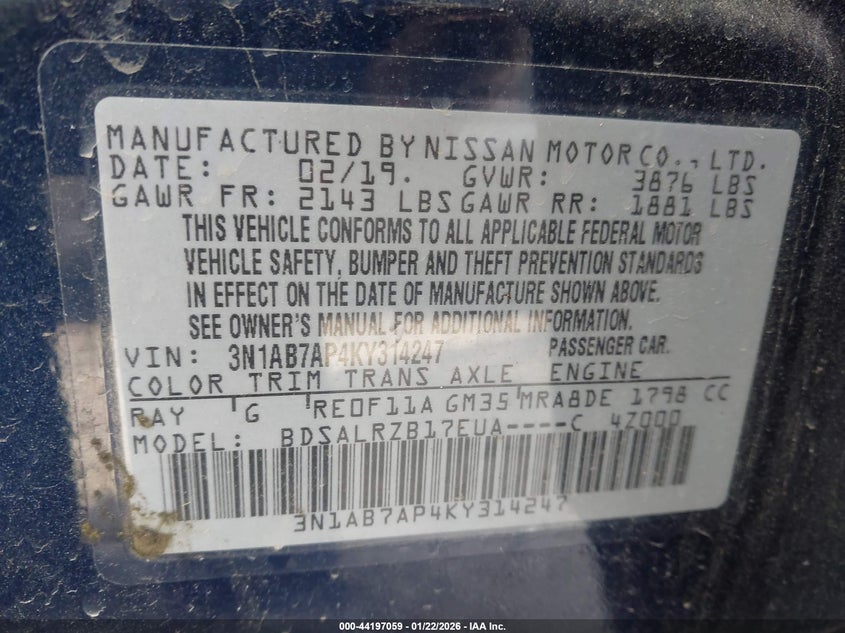 MANUFACTURED BY NISSAN MOTOR CO., LTD.
DATE: 02/19. GVWR: 3876 LBS
GAWR FR: 2143 LBS GAWR RR: 1881 LBS
THIS VEHICLE CONFORMS TO ALL APPLICABLE FEDERAL MOTOR
VEHICLE SAFETY, BUMPER AND THEFT PREVENTION STANDARDS
IN EFFECT ON THE DATE OF MANUFACTURE SHOWN ABOVE.
SEE OWNER'S MANUAL FOR ADDITIONAL INFORMATION.
VIN: 3N1AB7AP4KY314247 PASSENGER CAR.
COLOR TRIM TRANS AXLE ENGINE
RAY 'G 'RE0F11A GM35 MRA8DE 1798 CC
MODEL: BDSALRZB17EUA----C 4Z000
3N1AB7AP4KY314247
000-44197059 — 01/22/2026 - IAA Inc.